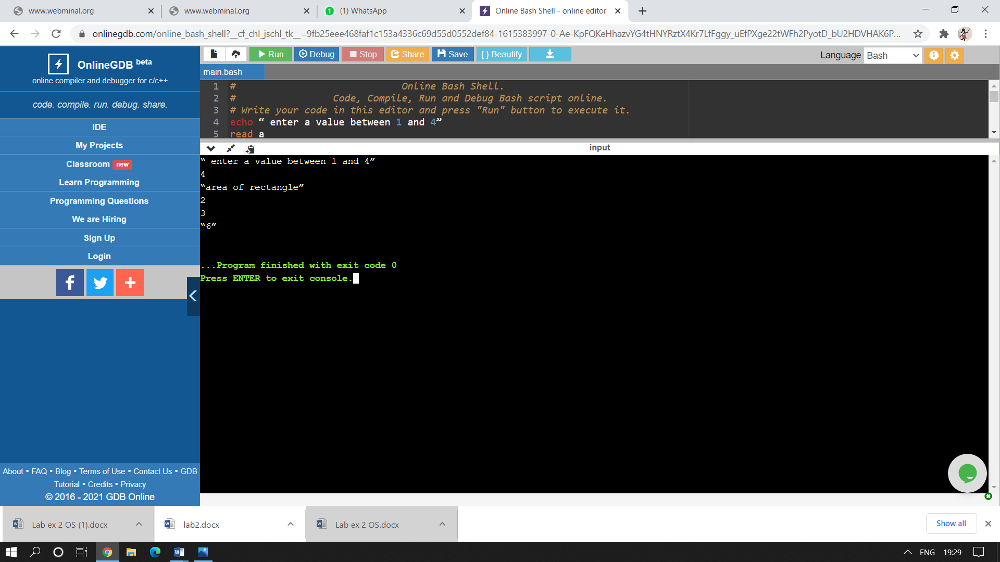 www.webminal.org
www.webminal.org
1 (1) WhatsApp
Online Bash Shell - online editor
onlinegdb.com/online_bash_shell?__cf_chl_jschl_tk__=9fb25eee468faf1c153a4336c69d55d0552def84-1615383997-0-Ae-KpFQKeHhazvYG4tHNYRztX4Kr7LfFggy_uEfPXge22tWFh2PyotD_bU2HDVHAK6P...
OnlineGDB beta
online compiler and debugger for c/c++
code. compile. run. debug. share.
IDE
My Projects
Classroom new
Learn Programming
Programming Questions
We are Hiring
Sign Up
Login
About • FAQ • Blog • Terms of Use • Contact Us • GDB
Tutorial • Credits • Privacy
© 2016 - 2021 GDB Online
Run Debug Stop Share Save { } Beautify
Language Bash
main.bash
1 # Online Bash Shell.
2 # Code, Compile, Run and Debug Bash script online.
3 # Write your code in this editor and press "Run" button to execute it.
4 echo “ enter a value between 1 and 4”
5 read a
input
“ enter a value between 1 and 4”
4
“area of rectangle”
2
3
“6”
...Program finished with exit code 0
Press ENTER to exit console.
Lab ex 2 OS (1).docx
lab2.docx
Lab ex 2 OS.docx
Show all
ENG 19:29